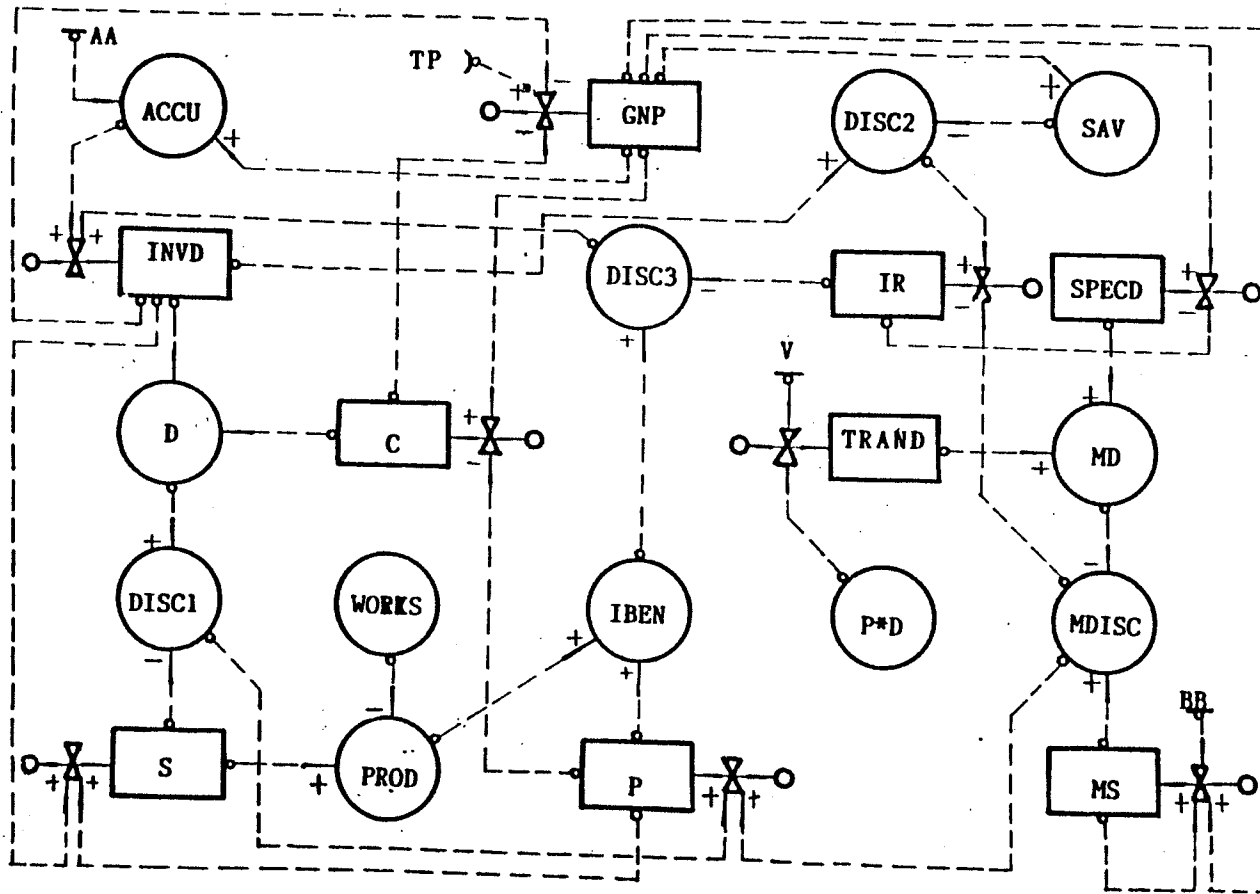 AA
TP
ACCU
GNP
DISC2
SAV
INVD
DISC3
IR
SPECD
V
D
C
TRAND
MD
DISC1
WORKS
IBEN
P*D
MDISC
BB
S
PROD
P
MS